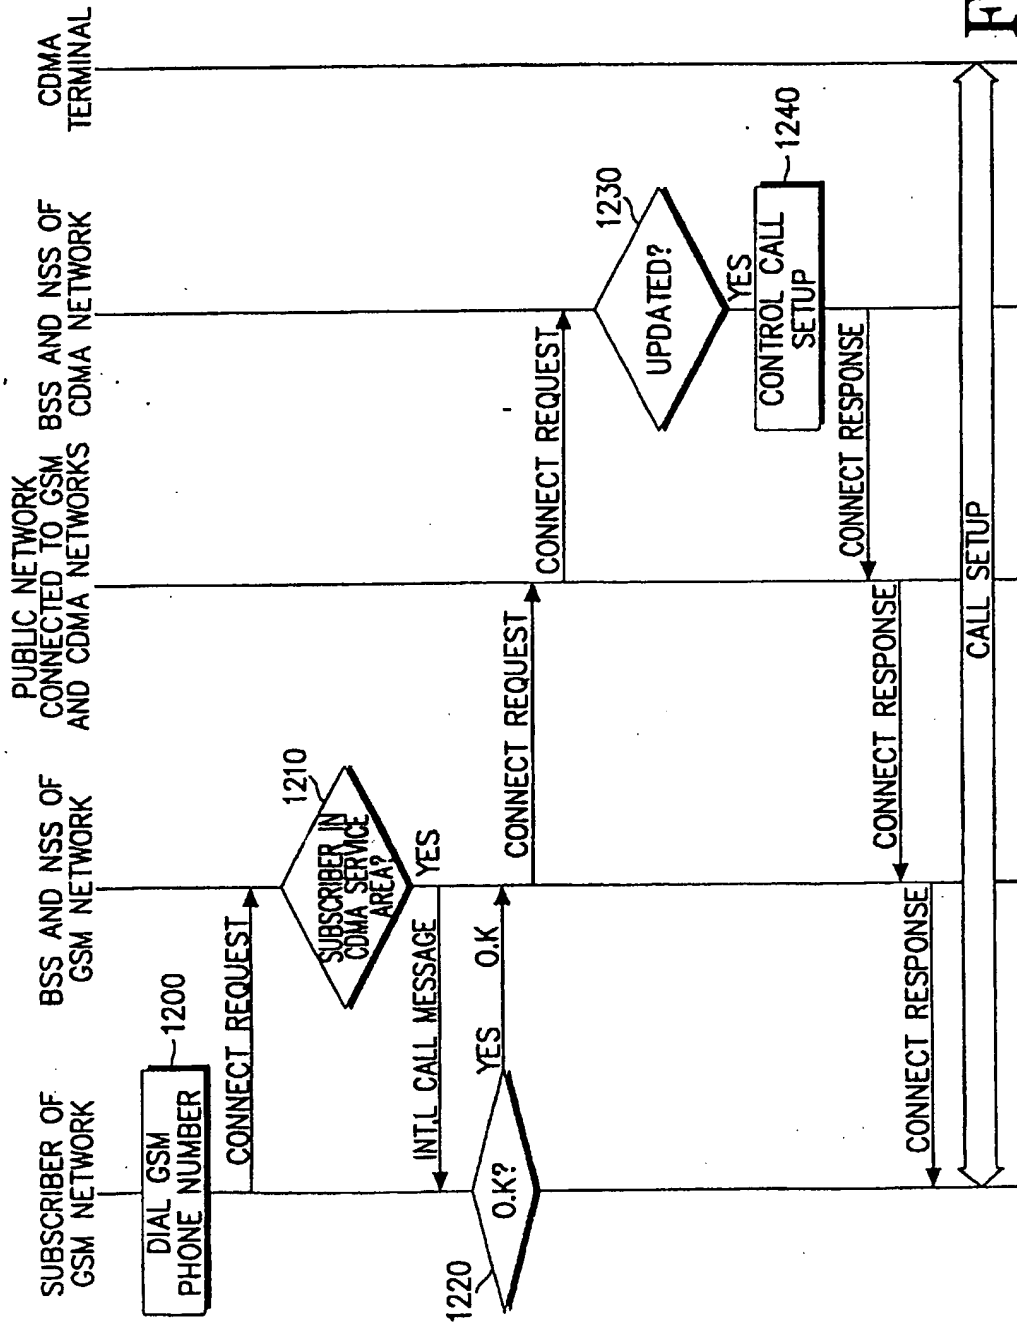 SUBSCRIBER OF
GSM NETWORK
BSS AND NSS OF
GSM NETWORK
PUBLIC NETWORK
CONNECTED TO GSM
AND CDMA NETWORKS
BSS AND NSS OF
CDMA NETWORK
CDMA
TERMINAL
DIAL GSM
PHONE NUMBER
1200
CONNECT REQUEST
SUBSCRIBER IN
CDMA SERVICE
AREA?
1210
YES
INT.L CALL MESSAGE
O.K?
1220
YES
O.K
CONNECT REQUEST
CONNECT REQUEST
UPDATED?
1230
YES
CONTROL CALL
SETUP
1240
CONNECT RESPONSE
CONNECT RESPONSE
CONNECT RESPONSE
CALL SETUP